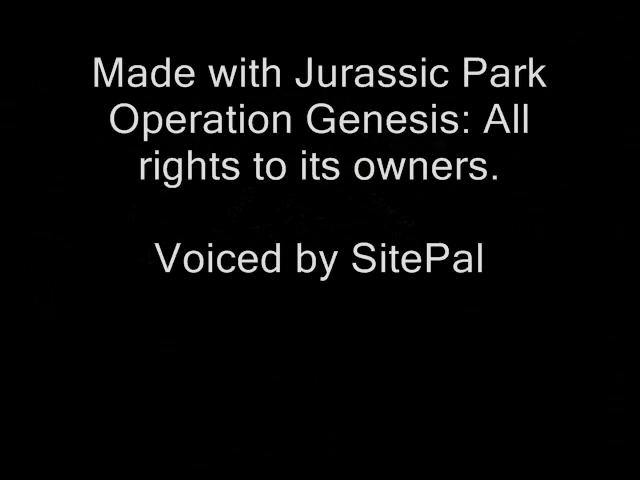 Made with Jurassic Park
Operation Genesis: All
rights to its owners.
Voiced by SitePal